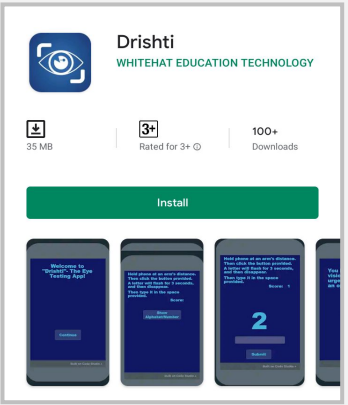 Drishti
WHITEHAT EDUCATION TECHNOLOGY
3+
100+
35 MB
Rated for 3+
Downloads
Install
Welcome to
"Drishti"- The Eye
Testing App!
Continue
Hold phone at an arm's distance.
Then click the button provided.
A letter will flash for 3 seconds,
and then disappear.
Then type it in the space
provided.
Score:
Show
Alphabet/Number
Hold phone at an arm's distance.
Then click the button provided.
A letter will flash for 3 seconds,
and then disappear.
Then type it in the space
provided.
Score: 1
2
Submit
You
urge
an e